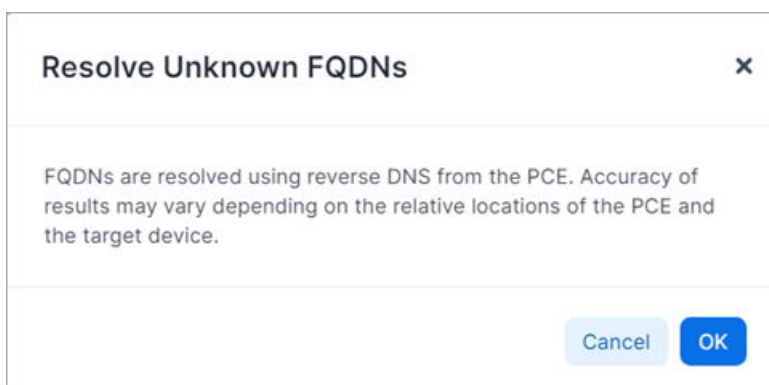 Resolve Unknown FQDNs
FQDNs are resolved using reverse DNS from the PCE. Accuracy of
results may vary depending on the relative locations of the PCE and
the target device.
Cancel
OK